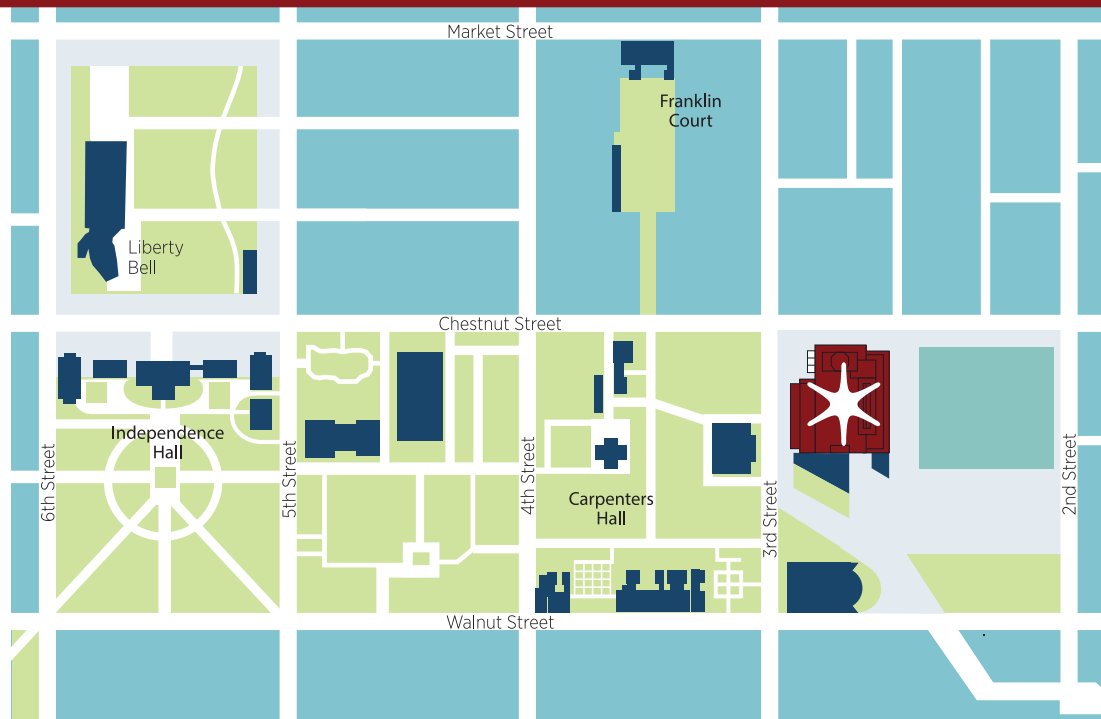 Market Street
Franklin
Court
Liberty
Bell
Chestnut Street
Independence
Hall
6th Street
5th Street
4th Street
Carpenters
Hall
3rd Street
2nd Street
Walnut Street